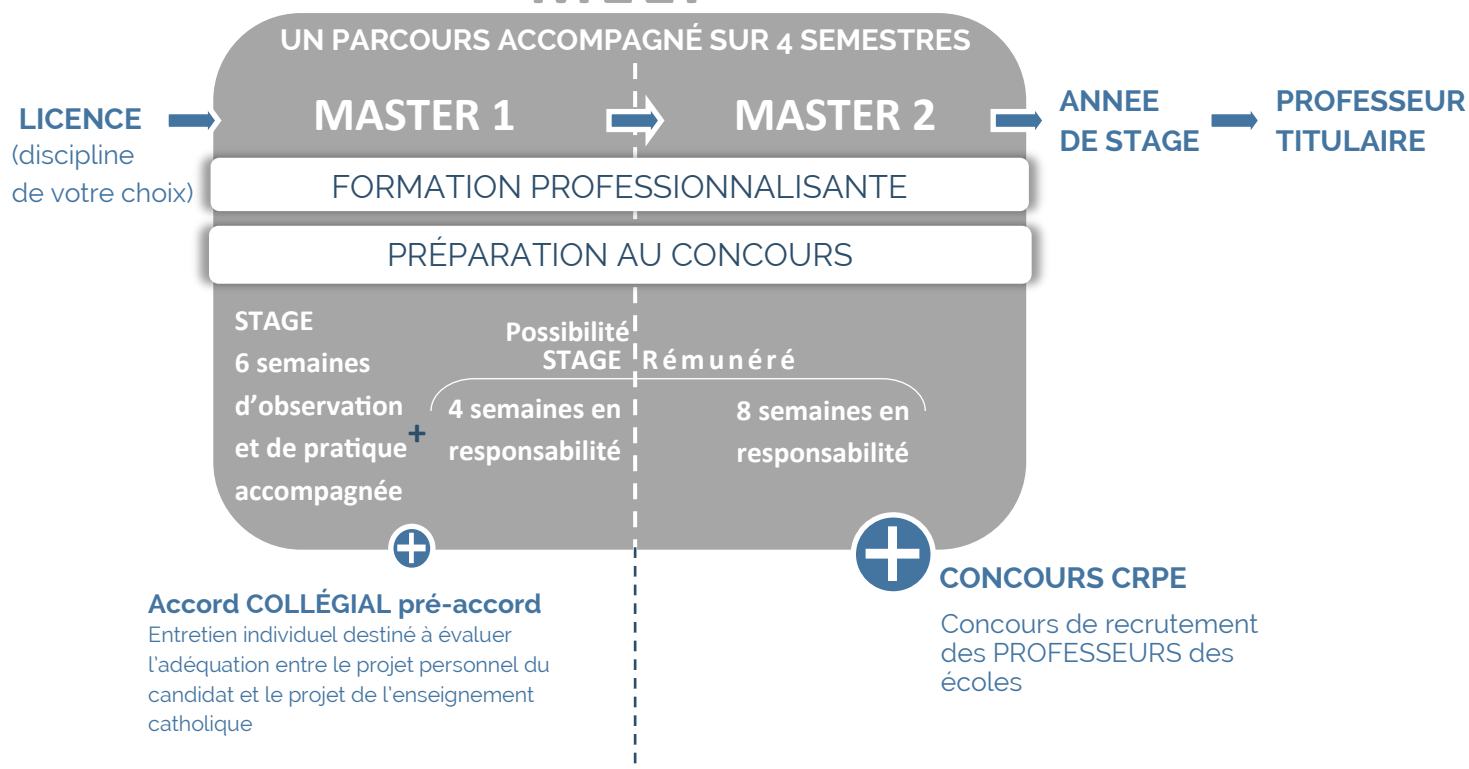 UN PARCOURS ACCOMPAGNÉ SUR 4 SEMESTRES
LICENCE
(discipline
de votre choix)
MASTER 1
MASTER 2
ANNEE
DE STAGE
PROFESSEUR
TITULAIRE
FORMATION PROFESSIONNALISANTE
PRÉPARATION AU CONCOURS
STAGE
6 semaines
d'observation
et de pratique
accompagnée
+
Possibilité
STAGE Rémunéré
4 semaines en
responsabilité
8 semaines en
responsabilité
Accord COLLÉGIAL pré-accord
Entretien individuel destiné à évaluer
l'adéquation entre le projet personnel du
candidat et le projet de l'enseignement
catholique
CONCOURS CRPE
Concours de recrutement
des PROFESSEURS des
écoles